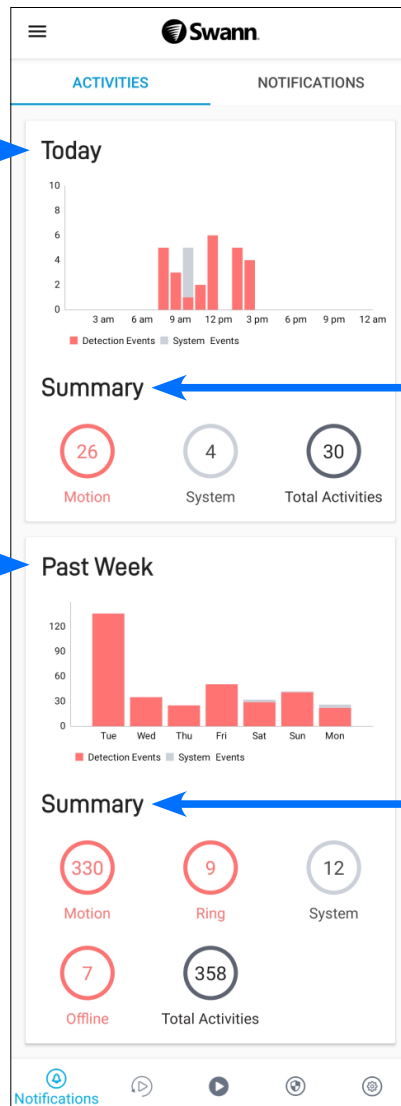 Swann
ACTIVITIES NOTIFICATIONS
Today
10
8
6
4
2
0
3 am 6 am 9 am 12 pm 3 pm 6 pm 9 pm 12 am
Detection Events System Events
Summary
26 4 30
Motion System Total Activities
Past Week
120
90
60
30
0
Tue Wed Thu Fri Sat Sun Mon
Detection Events System Events
Summary
330 9 12
Motion Ring System
7 358
Offline Total Activities
Notifications